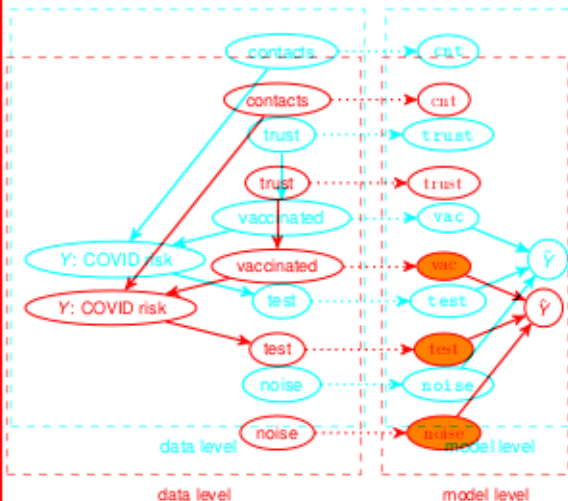 contacts cnt
contacts cnt
trust trust
trust trust
vaccinated vac
Y: COVID risk Ŷ
vaccinated vac
test test
Y: COVID risk Ŷ
test test
noise noise
noise noise
data level model level
data level model level